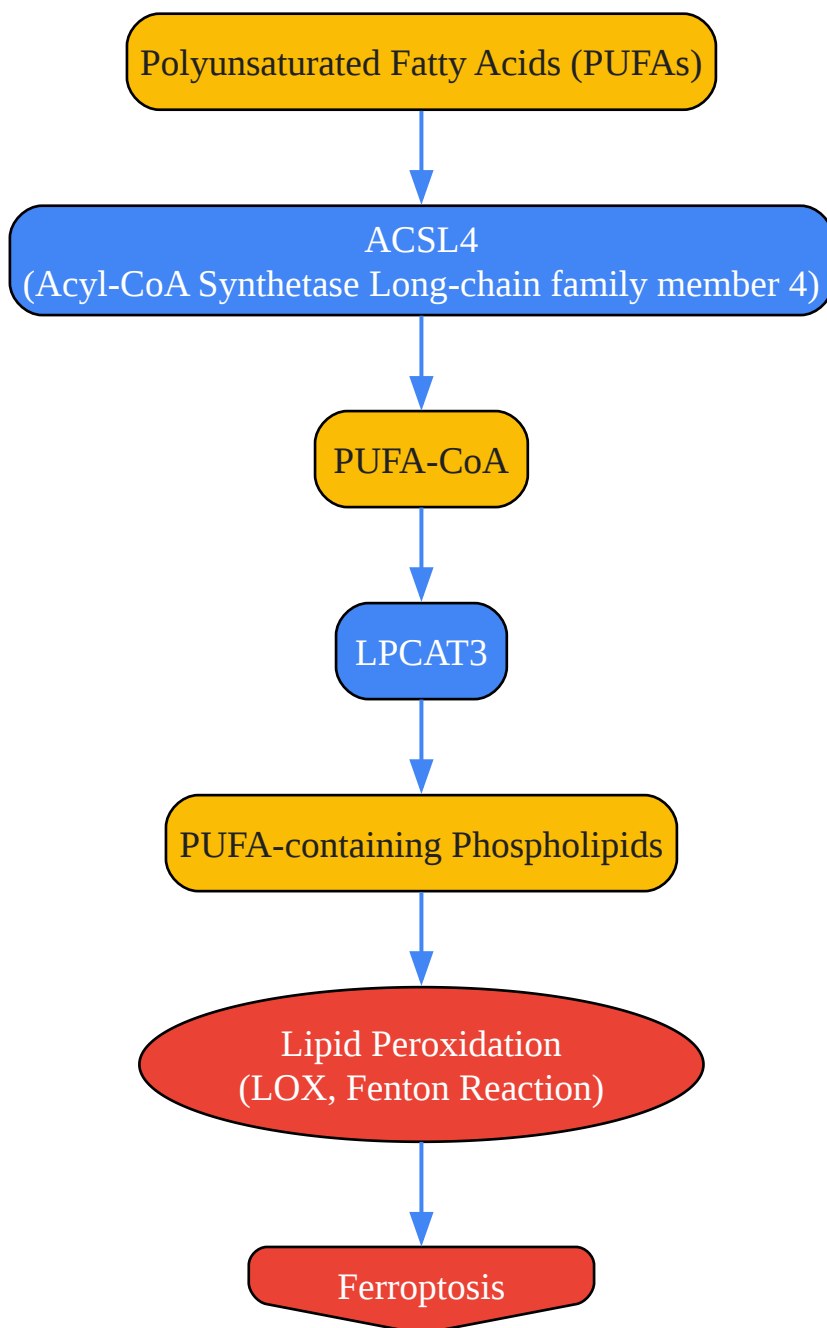 Polyunsaturated Fatty Acids (PUFAs)
ACSL4
(Acyl-CoA Synthetase Long-chain family member 4)
PUFA-CoA
LPCAT3
PUFA-containing Phospholipids
Lipid Peroxidation
(LOX, Fenton Reaction)
Ferroptosis